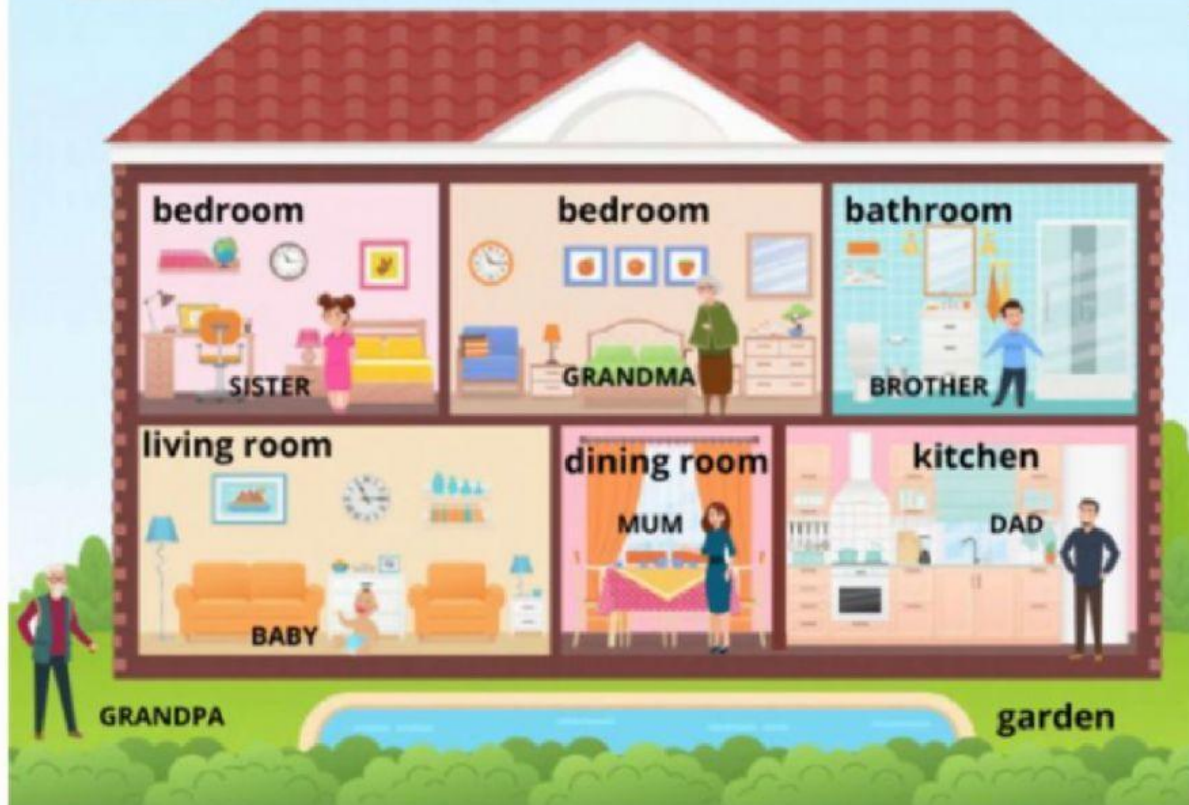 bedroom
bedroom
bathroom
SISTER
GRANDMA
BROTHER
living room
dining room
kitchen
MUM
DAD
BABY
GRANDPA
garden